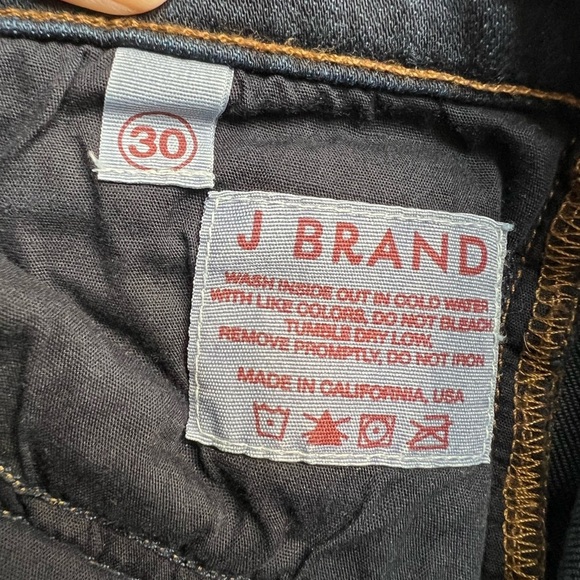 30
J BRAND
WASH INSIDE OUT IN COLD WATER
WITH LIKE COLORS, DO NOT BLEACH
TUMBLE DRY LOW.
REMOVE PROMPTLY, DO NOT IRON
MADE IN CALIFORNIA, USA